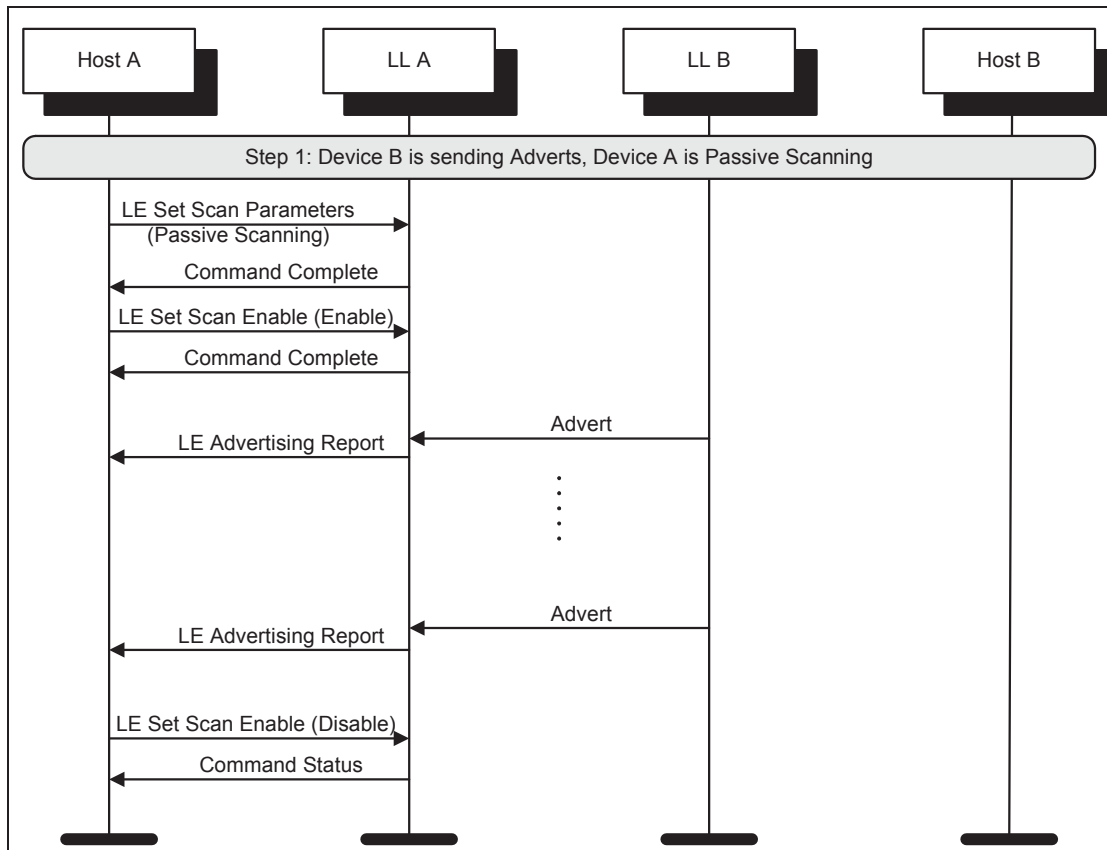 Host A
LL A
LL B
Host B
Step 1: Device B is sending Adverts, Device A is Passive Scanning
LE Set Scan Parameters
(Passive Scanning)
Command Complete
LE Set Scan Enable (Enable)
Command Complete
Advert
LE Advertising Report
Advert
LE Advertising Report
LE Set Scan Enable (Disable)
Command Status